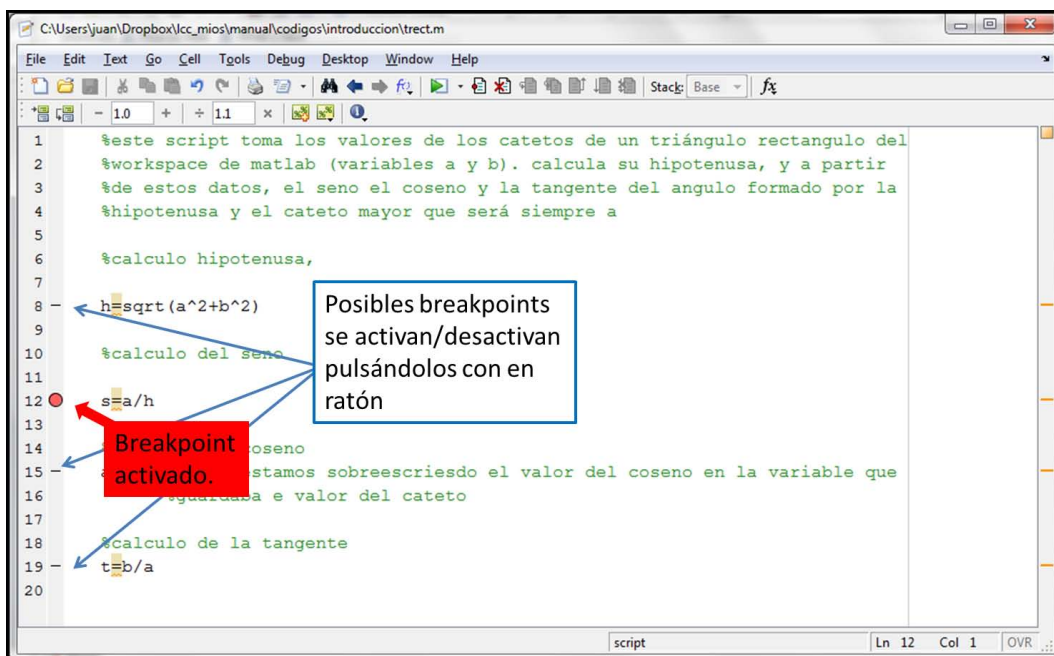 C:\Users\juan\Dropbox\lcc_mios\manual\codigos\introduccion\trect.m
File Edit Text Go Cell Tools Debug Desktop Window Help
Stack: Base fx
- 1.0 + ÷ 1.1 ×
1 %este script toma los valores de los catetos de un triángulo rectangulo del
2 %workspace de matlab (variables a y b). calcula su hipotenusa, y a partir
3 %de estos datos, el seno el coseno y la tangente del angulo formado por la
4 %hipotenusa y el cateto mayor que será siempre a
5
6 %calculo hipotenusa,
7
8 – h=sqrt(a^2+b^2)
9
10 %calculo del seno
11
12 s=a/h
13
14 coseno
15 – stamos sobreescriesdo el valor del coseno en la variable que
16 %guardaba e valor del cateto
17
18 %calculo de la tangente
19 – t=b/a
20
Posibles breakpoints
se activan/desactivan
pulsándolos con en
ratón
Breakpoint
activado.
script Ln 12 Col 1 OVR